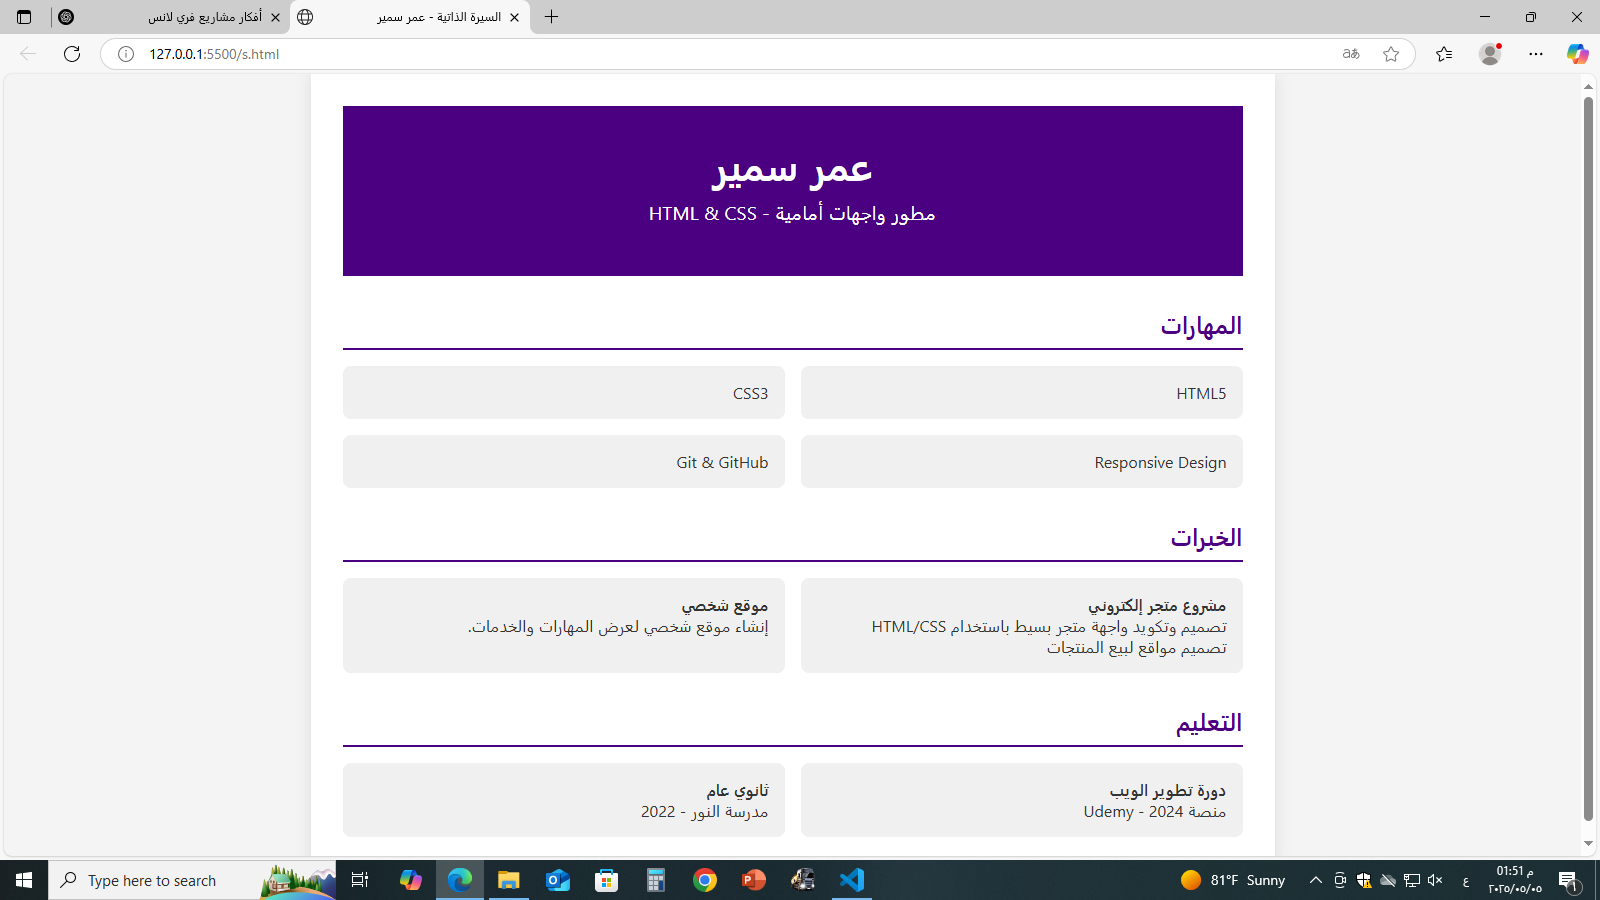 أفكار مشاريع فري لانس
السيرة الذاتية - عمر سمير
127.0.0.1:5500/s.html
عمر سمير
مطور واجهات أمامية - HTML & CSS
المهارات
HTML5
CSS3
Responsive Design
Git & GitHub
الخبرات
مشروع متجر إلكتروني
تصميم وتكويد واجهة متجر بسيط باستخدام HTML/CSS
تصميم مواقع لبيع المنتجات
موقع شخصي
إنشاء موقع شخصي لعرض المهارات والخدمات.
التعليم
دورة تطوير الويب
منصة Udemy - 2024
ثانوي عام
مدرسة النور - 2022
Type here to search
81°F Sunny
ع
01:51 م
٢٠٢٥/٠٥/٠٥
1